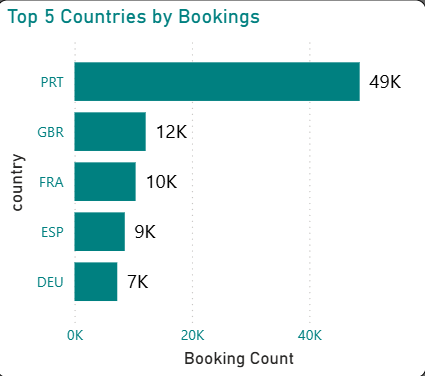 Top 5 Countries by Bookings
country
PRT 49K
GBR 12K
FRA 10K
ESP 9K
DEU 7K
0K 20K 40K
Booking Count